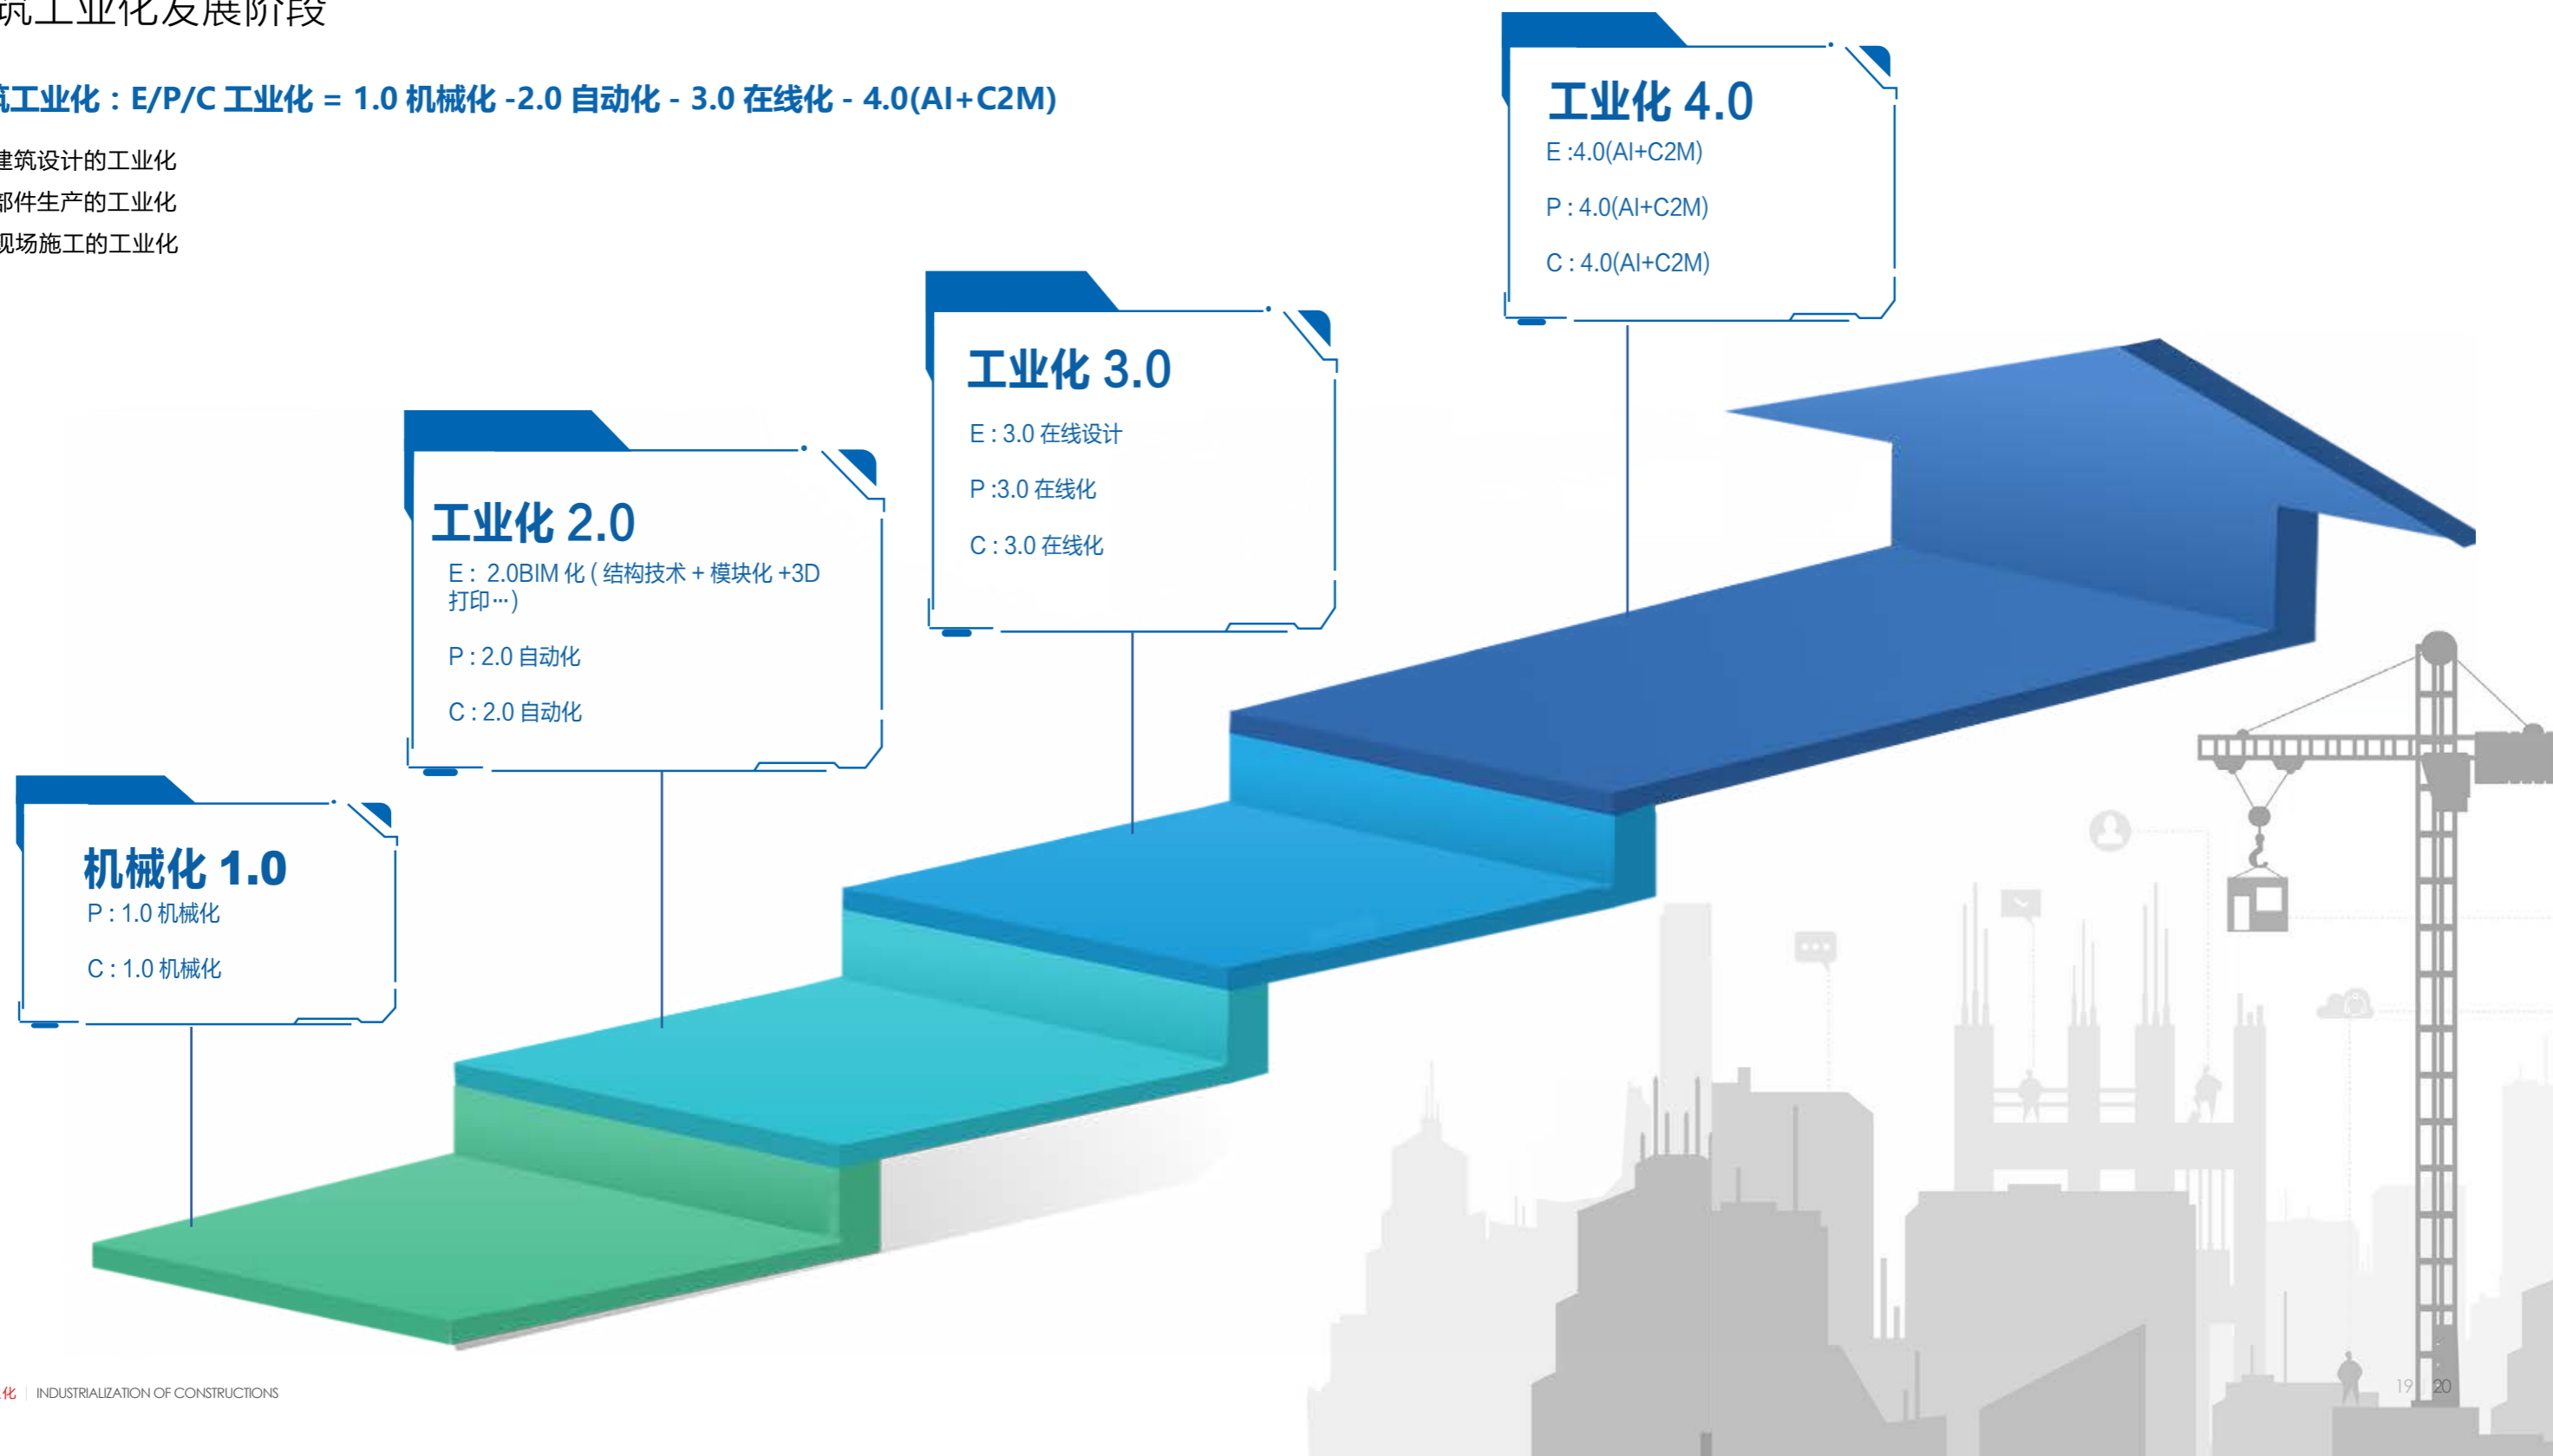 筑工业化发展阶段
筑工业化：E/P/C 工业化 = 1.0 机械化 -2.0 自动化 - 3.0 在线化 - 4.0(AI+C2M)
建筑设计的工业化
部件生产的工业化
现场施工的工业化
工业化 4.0
E :4.0(AI+C2M)
P : 4.0(AI+C2M)
C : 4.0(AI+C2M)
工业化 3.0
E : 3.0 在线设计
P :3.0 在线化
C : 3.0 在线化
工业化 2.0
E： 2.0BIM 化 ( 结构技术 + 模块化 +3D
打印…)
P : 2.0 自动化
C : 2.0 自动化
机械化 1.0
P : 1.0 机械化
C : 1.0 机械化
化 | INDUSTRIALIZATION OF CONSTRUCTIONS
19 | 20